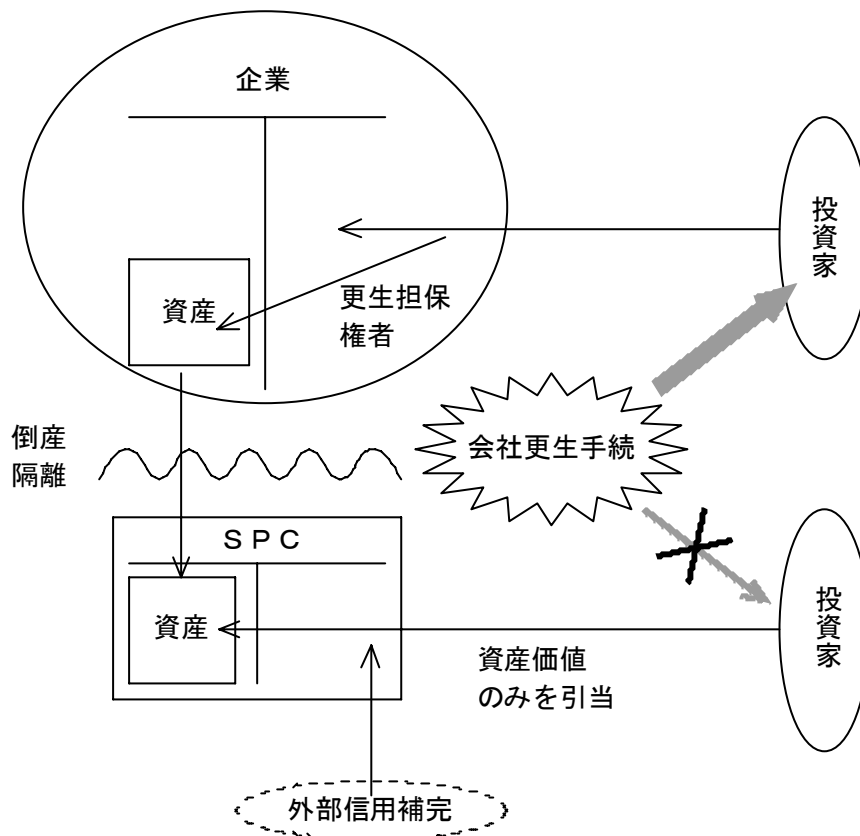 企業
投資家
資産
更生担保
権者
倒産
隔離
会社更生手続
ＳＰＣ
資産
資産価値
のみを引当
投資家
外部信用補完